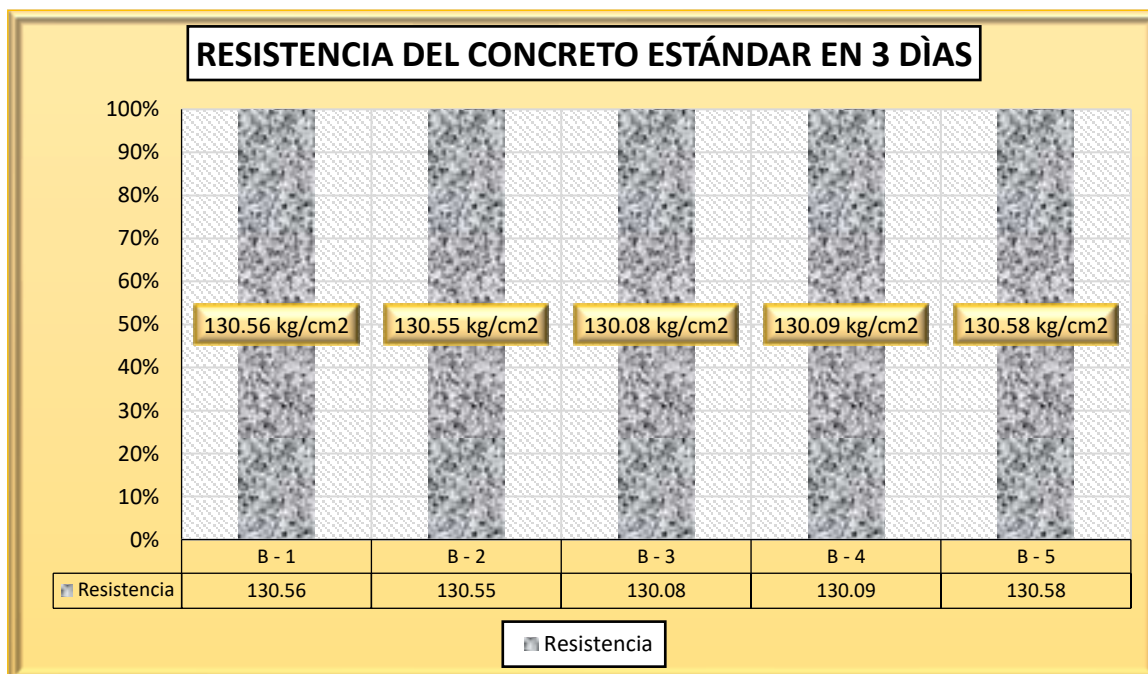 RESISTENCIA DEL CONCRETO ESTÁNDAR EN 3 DÌAS
100%
90%
80%
70%
60%
50%
40%
30%
20%
10%
0%
130.56 kg/cm2 130.55 kg/cm2 130.08 kg/cm2 130.09 kg/cm2 130.58 kg/cm2
B - 1 B - 2 B - 3 B - 4 B - 5
Resistencia 130.56 130.55 130.08 130.09 130.58
Resistencia